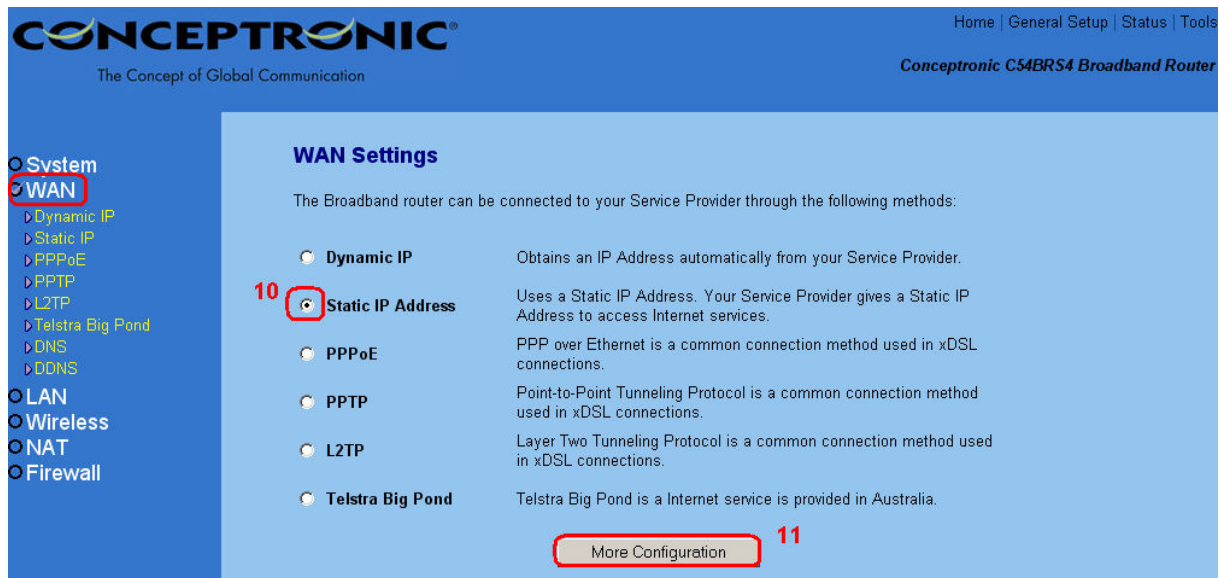 CONCEPTRONIC®
The Concept of Global Communication
Home | General Setup | Status | Tools
Conceptronic C54BRS4 Broadband Router
System
WAN
Dynamic IP
Static IP
PPPoE
PPTP
L2TP
Telstra Big Pond
DNS
DDNS
LAN
Wireless
NAT
Firewall
WAN Settings
The Broadband router can be connected to your Service Provider through the following methods:
Dynamic IP
Obtains an IP Address automatically from your Service Provider.
10
Static IP Address
Uses a Static IP Address. Your Service Provider gives a Static IP
Address to access Internet services.
PPPoE
PPP over Ethernet is a common connection method used in xDSL
connections.
PPTP
Point-to-Point Tunneling Protocol is a common connection method
used in xDSL connections.
L2TP
Layer Two Tunneling Protocol is a common connection method used
in xDSL connections.
Telstra Big Pond
Telstra Big Pond is a Internet service is provided in Australia.
More Configuration
11